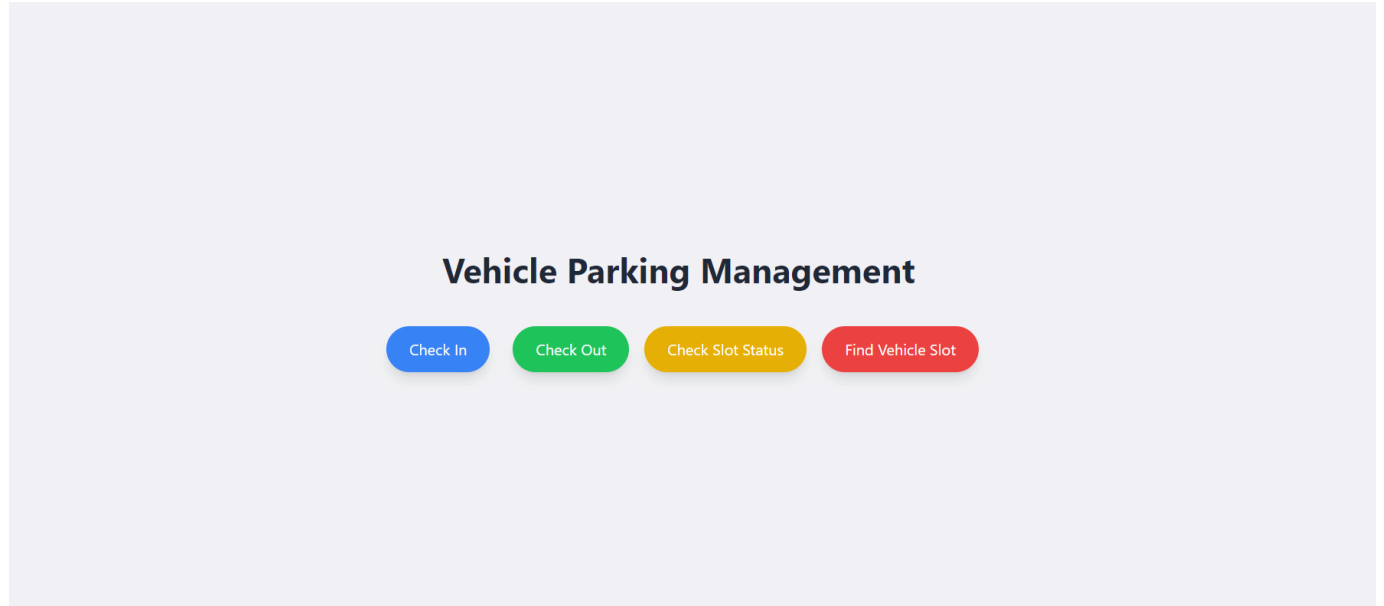 Vehicle Parking Management
Check In Check Out Check Slot Status Find Vehicle Slot